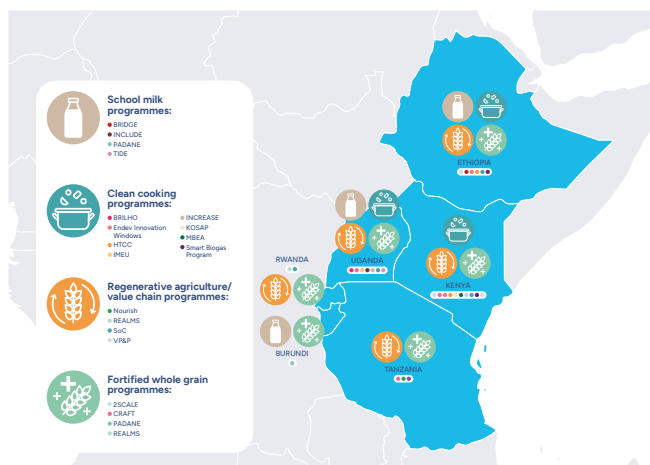 School milk
programmes:
BRIDGE
INCLUDE
PADANE
TIDE
Clean cooking
programmes:
BRILHO
Endev Innovation
Windows
HTCC
IMEU
INCREASE
KOSAP
MBEA
Smart Biogas
Program
Regenerative agriculture/
value chain programmes:
Nourish
REALMS
SoC
VP&P
Fortified whole grain
programmes:
2SCALE
CRAFT
PADANE
REALMS
ETHIOPIA
UGANDA
RWANDA
KENYA
BURUNDI
TANZANIA